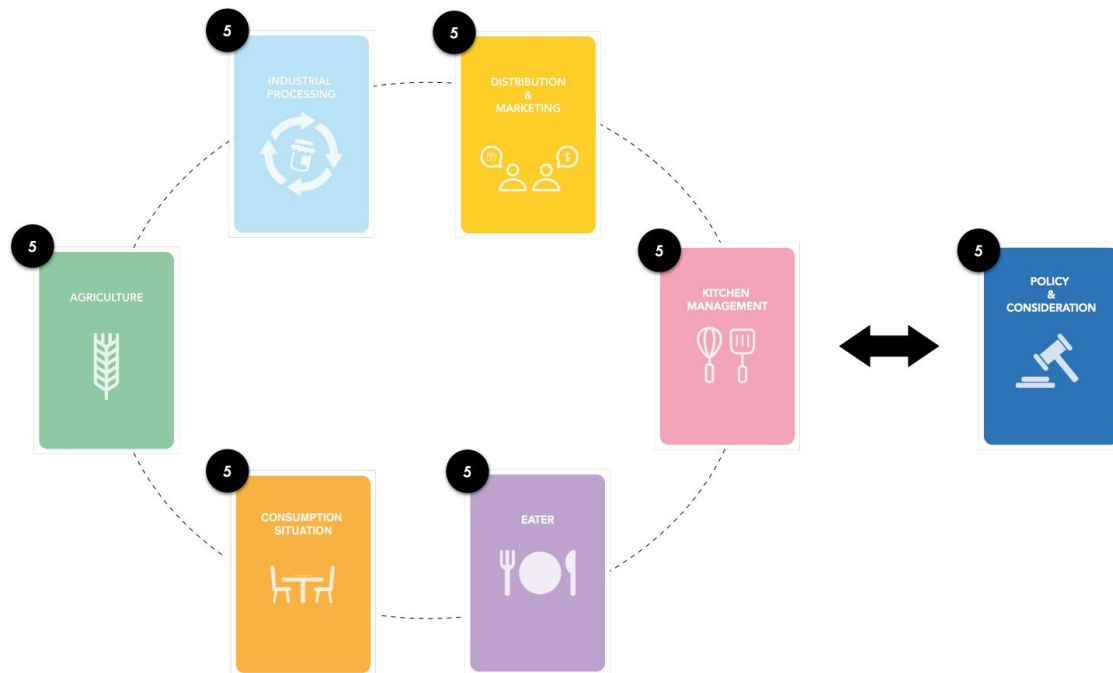 5
INDUSTRIAL
PROCESSING
5
DISTRIBUTION
&
MARKETING
$
5
AGRICULTURE
5
KITCHEN
MANAGEMENT
5
POLICY
&
CONSIDERATION
5
CONSUMPTION
SITUATION
5
EATER